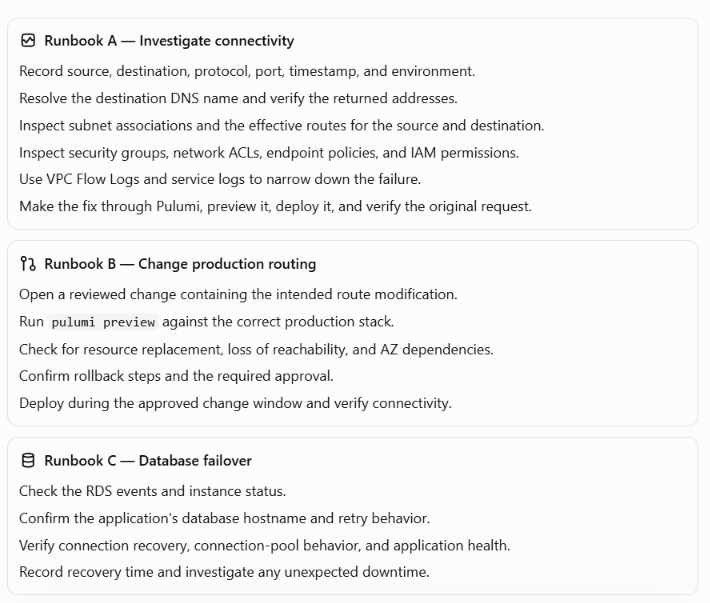 Runbook A — Investigate connectivity
Record source, destination, protocol, port, timestamp, and environment.
Resolve the destination DNS name and verify the returned addresses.
Inspect subnet associations and the effective routes for the source and destination.
Inspect security groups, network ACLs, endpoint policies, and IAM permissions.
Use VPC Flow Logs and service logs to narrow down the failure.
Make the fix through Pulumi, preview it, deploy it, and verify the original request.
Runbook B — Change production routing
Open a reviewed change containing the intended route modification.
Run pulumi preview against the correct production stack.
Check for resource replacement, loss of reachability, and AZ dependencies.
Confirm rollback steps and the required approval.
Deploy during the approved change window and verify connectivity.
Runbook C — Database failover
Check the RDS events and instance status.
Confirm the application's database hostname and retry behavior.
Verify connection recovery, connection-pool behavior, and application health.
Record recovery time and investigate any unexpected downtime.